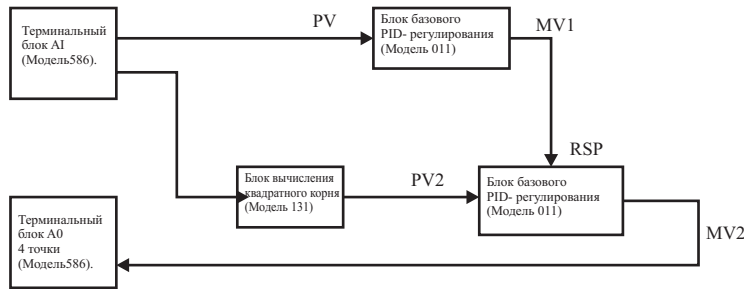 Терминальный
блок AI
(Модель586).
PV
Блок базового
PID- регулирования
(Модель 011)
MV1
RSP
Блок вычисления
квадратного корня
(Модель 131)
PV2
Блок базового
PID- регулирования
(Модель 011)
MV2
Терминальный
блок A0
4 точки
(Модель586).